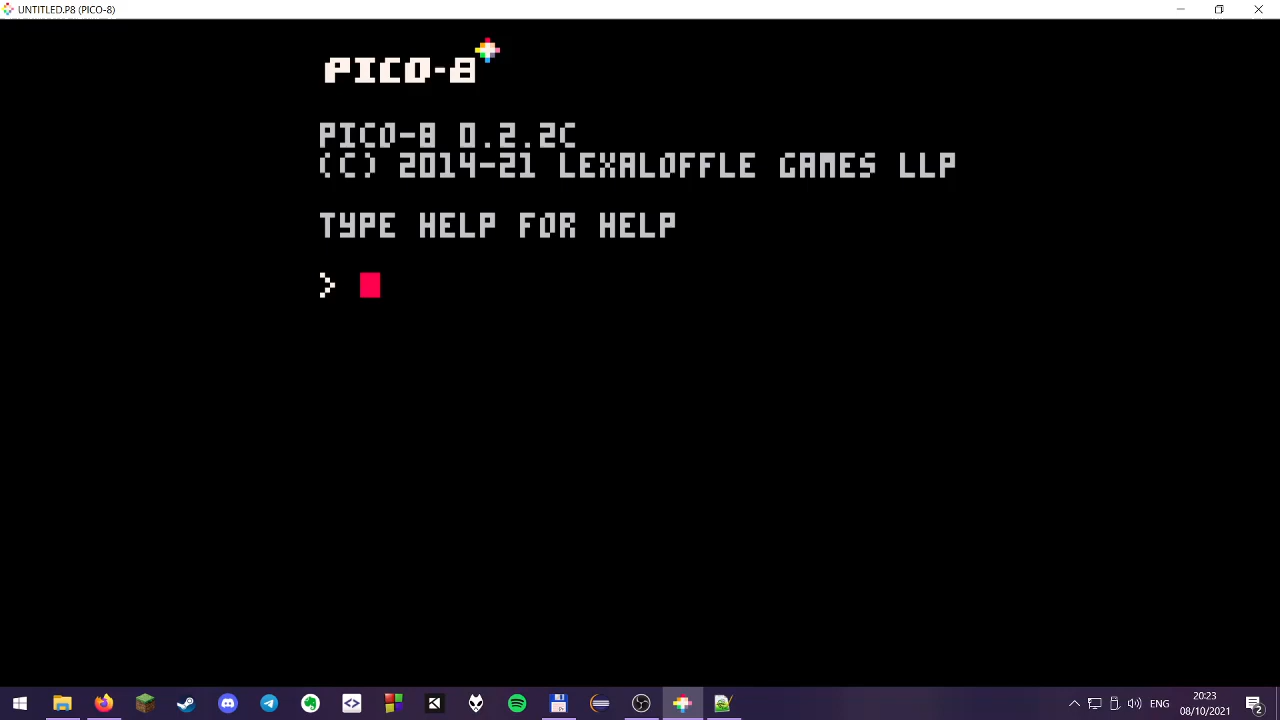 UNTITLED.P8 (PICO-8)
PICO-8
PICO-8 0.2.2C
(C) 2014-21 LEXALOFFLE GAMES LLP
TYPE HELP FOR HELP
>
ENG
20:23
08/10/2021
2